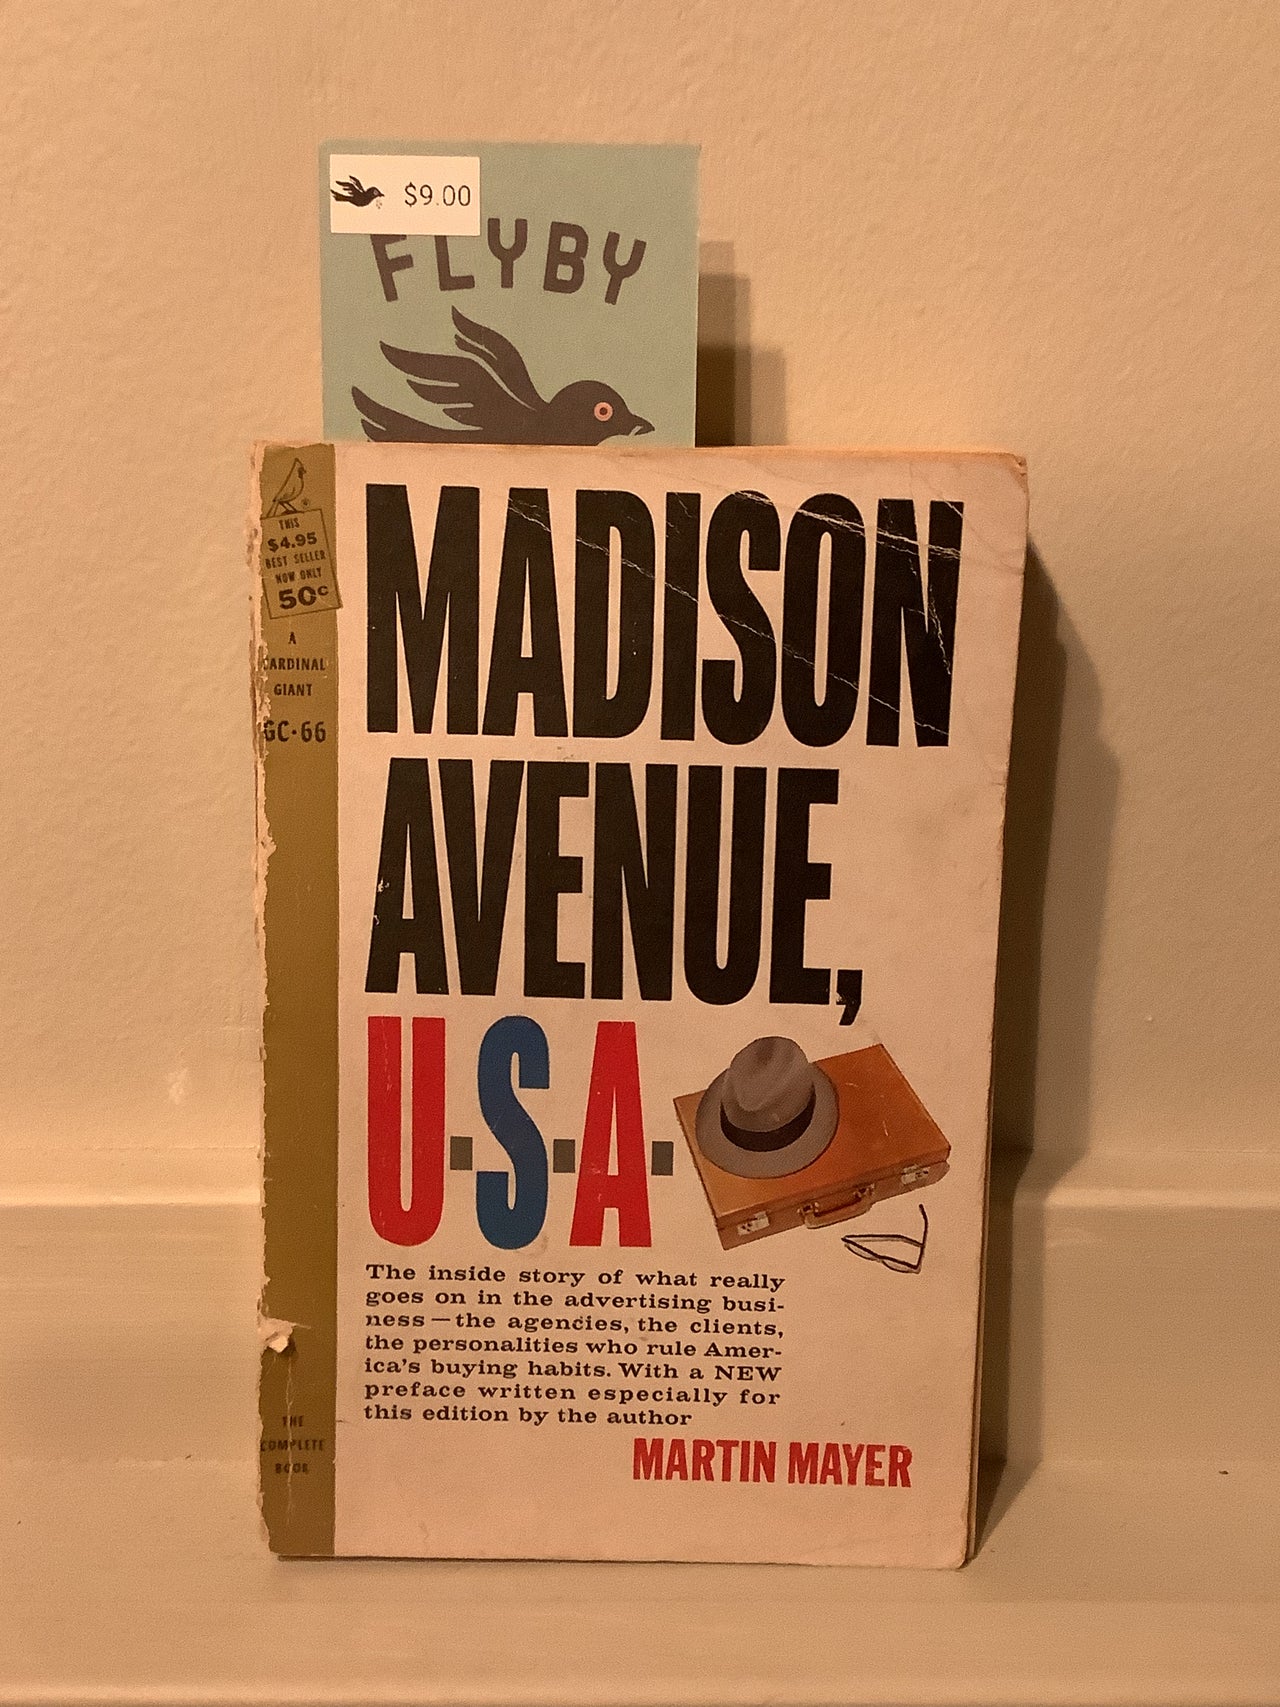 $9.00
FLYBY
THIS
$4.95
BEST SELLER
NOW ONLY
50¢
A
CARDINAL
GIANT
GC·66
MADISON
AVENUE,
U·S·A·
The inside story of what really
goes on in the advertising busi-
ness—the agencies, the clients,
the personalities who rule Amer-
ica's buying habits. With a NEW
preface written especially for
this edition by the author
MARTIN MAYER
THE
COMPLETE
BOOK